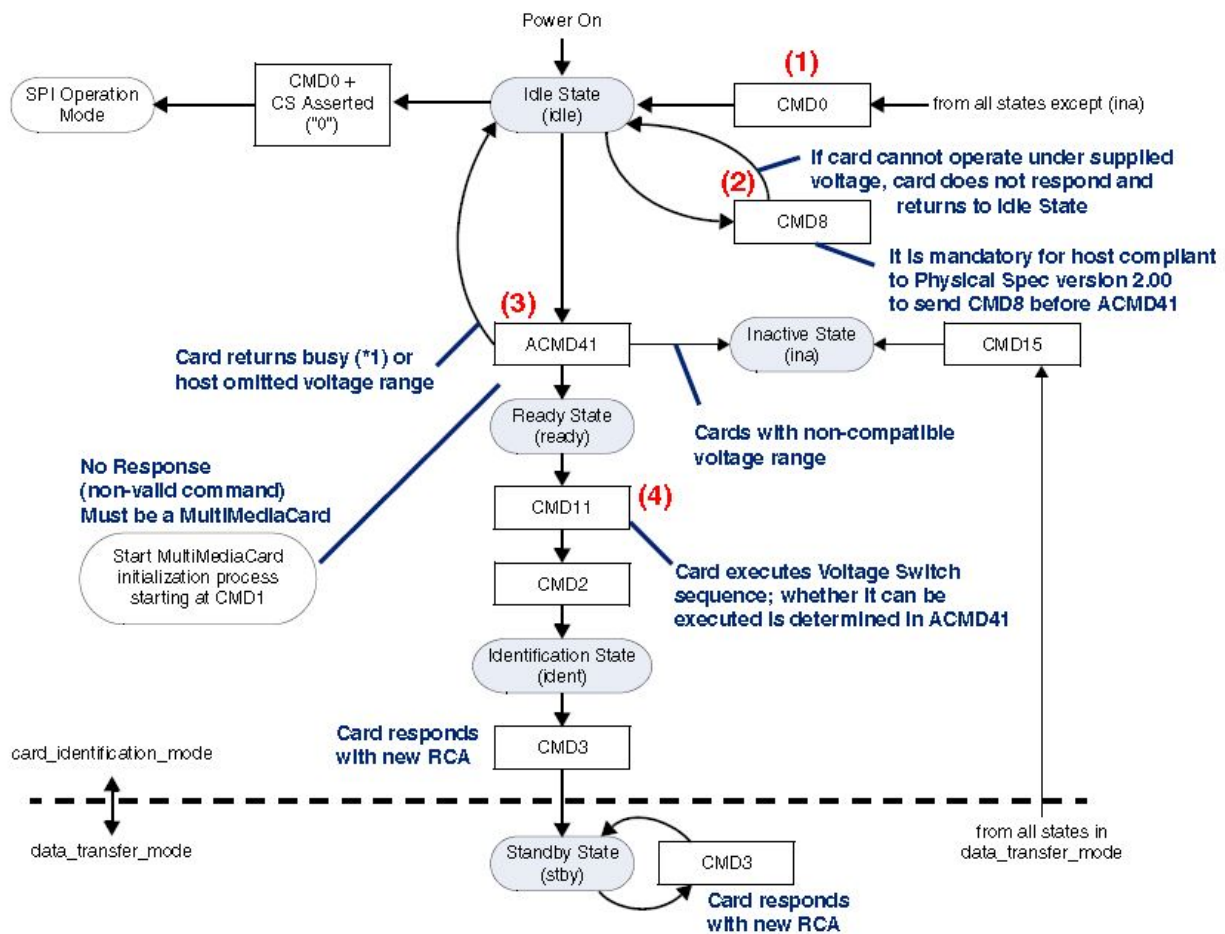 Power On
SPI Operation
Mode
CMD0 +
CS Asserted
("0")
Idle State
(idle)
(1)
CMD0
from all states except (ina)
If card cannot operate under supplied
voltage, card does not respond and
returns to Idle State
(2)
CMD8
It is mandatory for host compliant
to Physical Spec version 2.00
to send CMD8 before ACMD41
(3)
ACMD41
Inactive State
(ina)
CMD15
Card returns busy (*1) or
host omitted voltage range
Ready State
(ready)
Cards with non-compatible
voltage range
No Response
(non-valid command)
Must be a MultiMediaCard
CMD11
(4)
Start MultiMediaCard
initialization process
starting at CMD1
CMD2
Card executes Voltage Switch
sequence; whether it can be
executed is determined in ACMD41
Identification State
(ident)
Card responds
with new RCA
CMD3
card_identification_mode
data_transfer_mode
from all states in
data_transfer_mode
Standby State
(stby)
CMD3
Card responds
with new RCA